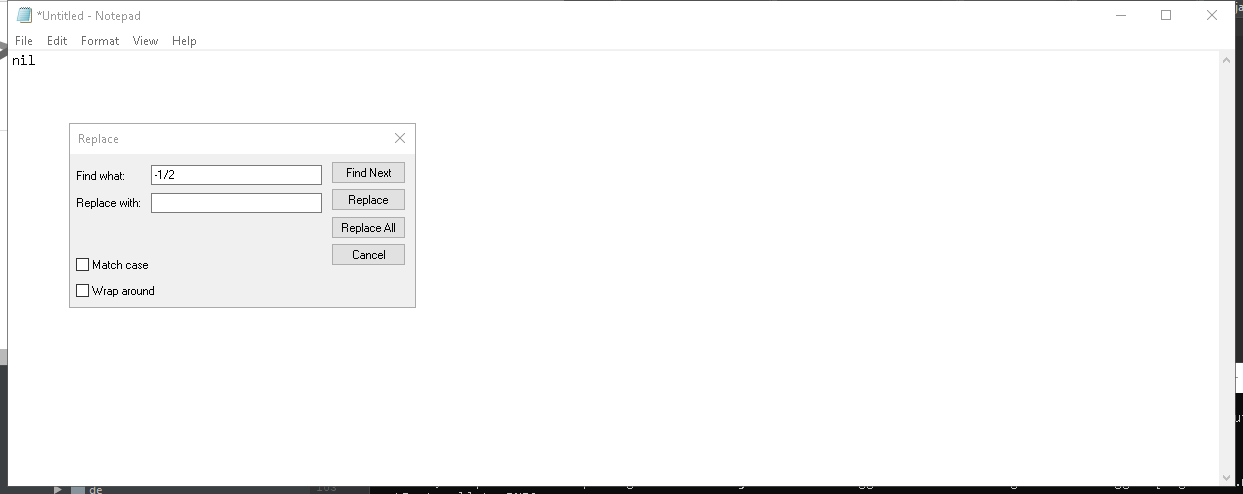 *Untitled - Notepad
File Edit Format View Help
nil
Replace
Find what: -1/2 Find Next
Replace with: Replace
Replace All
Cancel
Match case
Wrap around
de